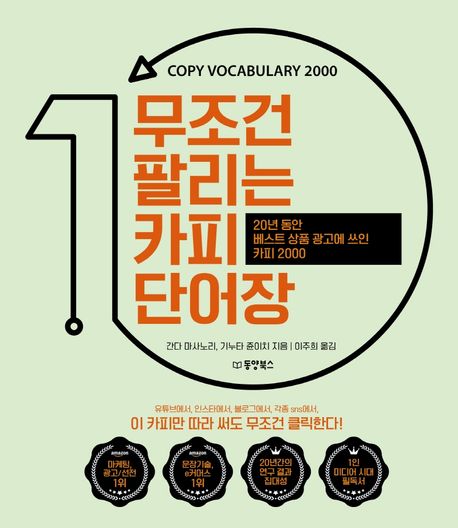 COPY VOCABULARY 2000
무조건
팔리는
카피
단어장
20년 동안
베스트 상품 광고에 쓰인
카피 2000
간다 마사노리, 기누타 쥰이치 지음 | 이주희 옮김
동양북스
유튜브에서, 인스타에서, 블로그에서, 각종 sns에서,
이 카피만 따라 써도 무조건 클릭한다!
amazon
마케팅,
광고/선전
1위
amazon
문장기술,
e커머스
1위
20년간의
연구 결과
집대성
1인
미디어 시대
필독서